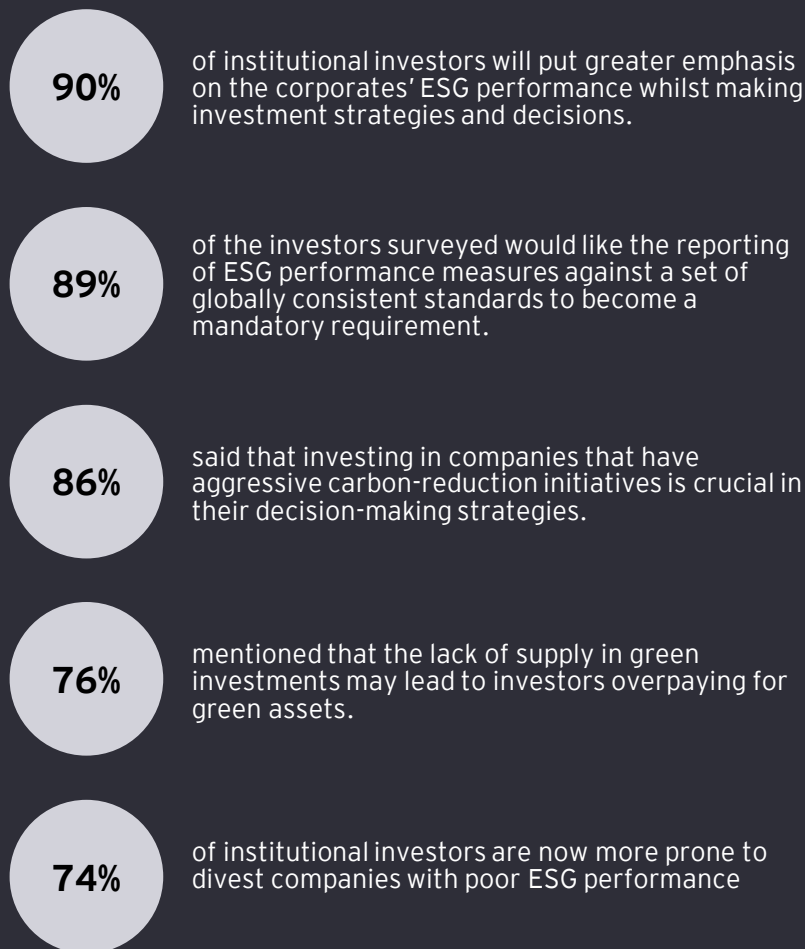 90%
of institutional investors will put greater emphasis
on the corporates’ ESG performance whilst making
investment strategies and decisions.
89%
of the investors surveyed would like the reporting
of ESG performance measures against a set of
globally consistent standards to become a
mandatory requirement.
86%
said that investing in companies that have
aggressive carbon-reduction initiatives is crucial in
their decision-making strategies.
76%
mentioned that the lack of supply in green
investments may lead to investors overpaying for
green assets.
74%
of institutional investors are now more prone to
divest companies with poor ESG performance